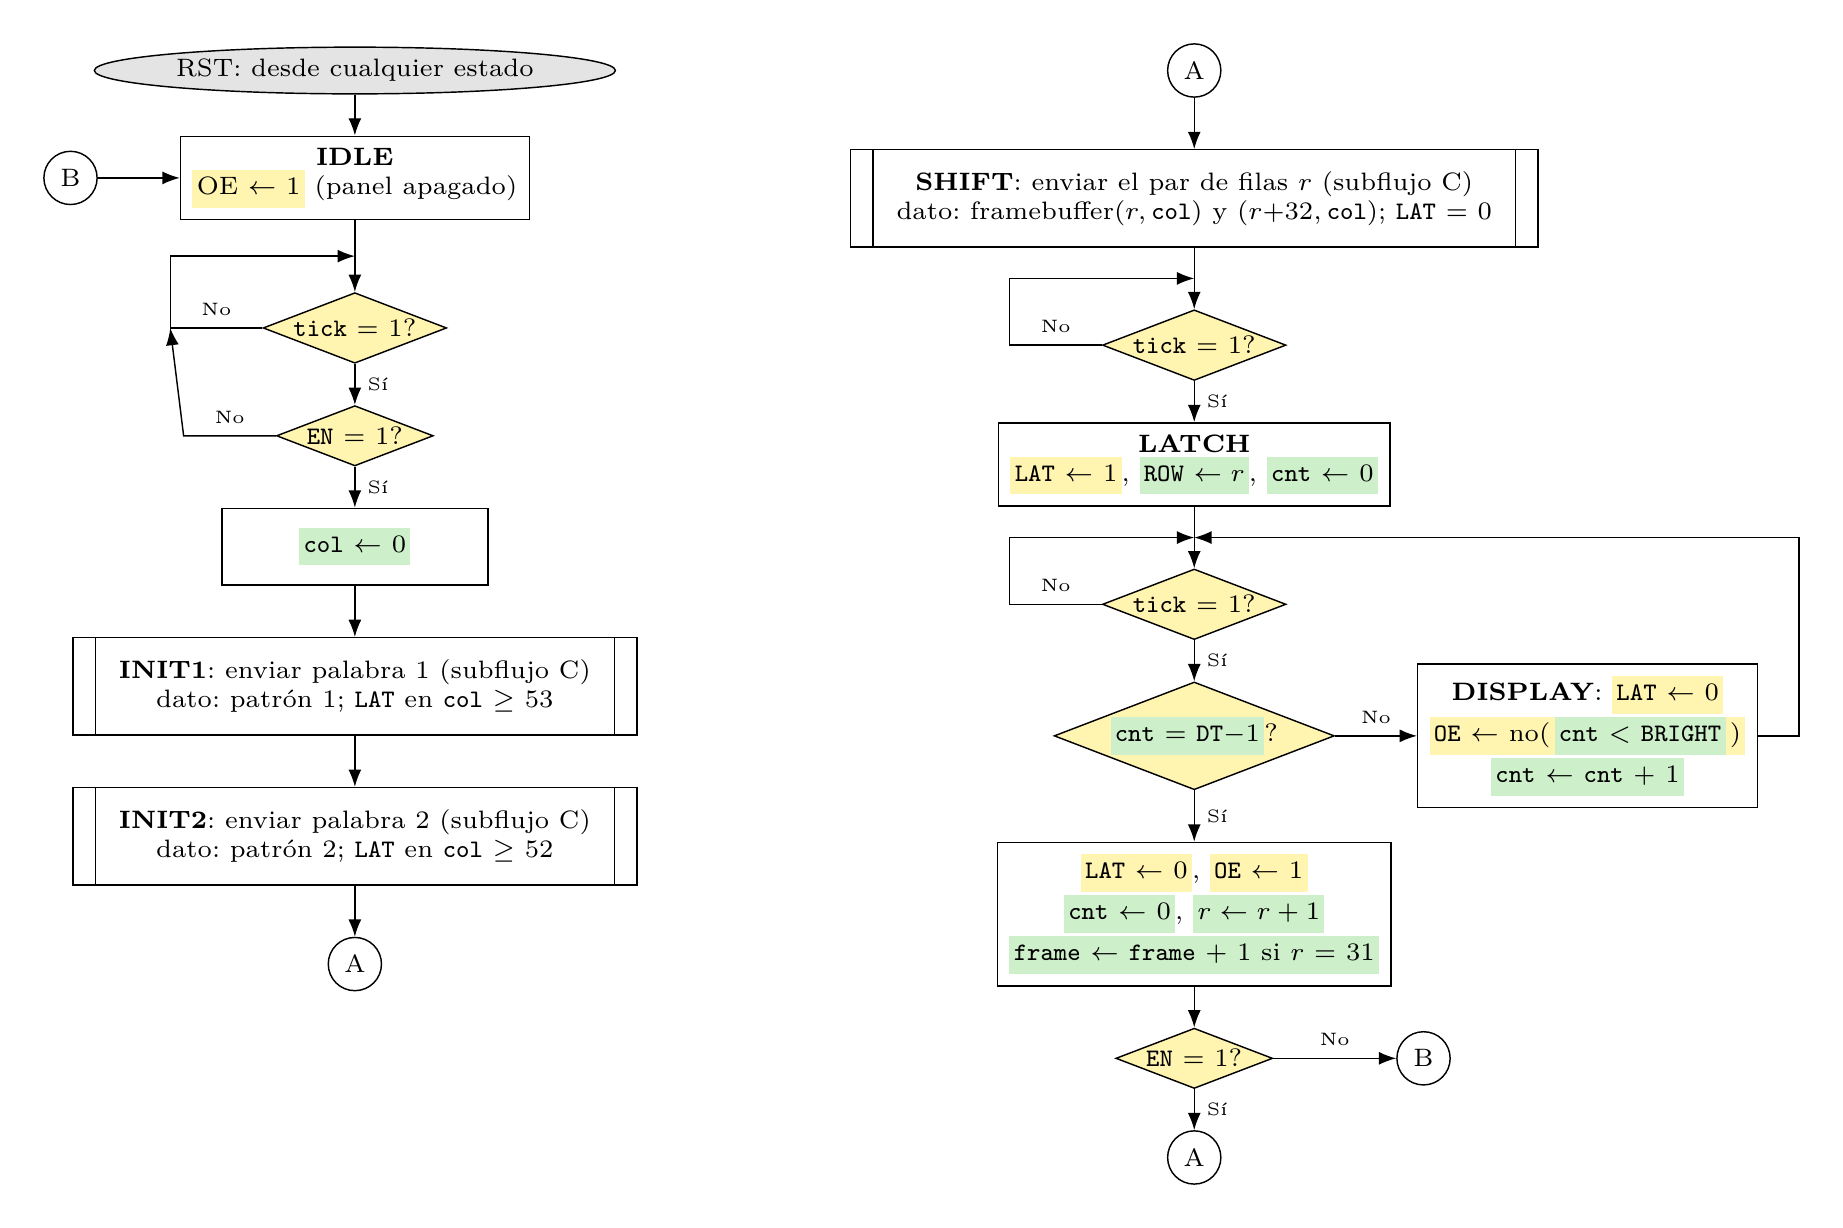 RST: desde cualquier estado
B
IDLE
OE ← 1 (panel apagado)
No
tick = 1?
Sí
No
EN = 1?
Sí
col ← 0
INIT1: enviar palabra 1 (subflujo C)
dato: patrón 1; LAT en col ≥ 53
INIT2: enviar palabra 2 (subflujo C)
dato: patrón 2; LAT en col ≥ 52
A
A
SHIFT: enviar el par de filas r (subflujo C)
dato: framebuffer(r, col) y (r+32, col); LAT = 0
No
tick = 1?
Sí
LATCH
LAT ← 1, ROW ← r, cnt ← 0
No
tick = 1?
Sí
cnt = DT−1?
No
DISPLAY: LAT ← 0
OE ← no( cnt < BRIGHT )
cnt ← cnt + 1
Sí
LAT ← 0, OE ← 1
cnt ← 0, r ← r + 1
frame ← frame + 1 si r = 31
EN = 1?
No
B
Sí
A